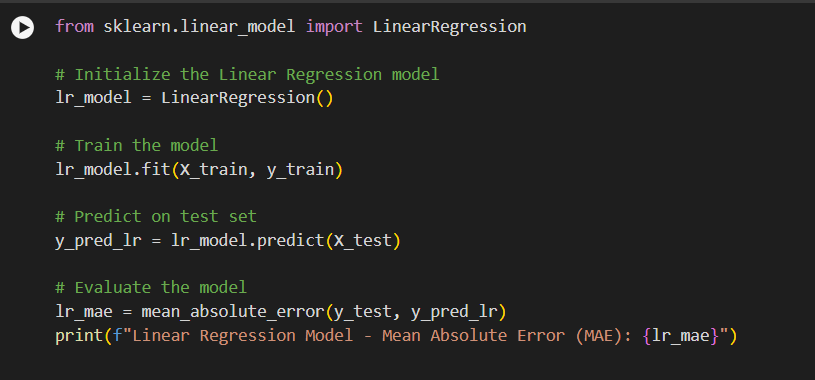 from sklearn.linear_model import LinearRegression
# Initialize the Linear Regression model
lr_model = LinearRegression()
# Train the model
lr_model.fit(X_train, y_train)
# Predict on test set
y_pred_lr = lr_model.predict(X_test)
# Evaluate the model
lr_mae = mean_absolute_error(y_test, y_pred_lr)
print(f"Linear Regression Model - Mean Absolute Error (MAE): {lr_mae}")